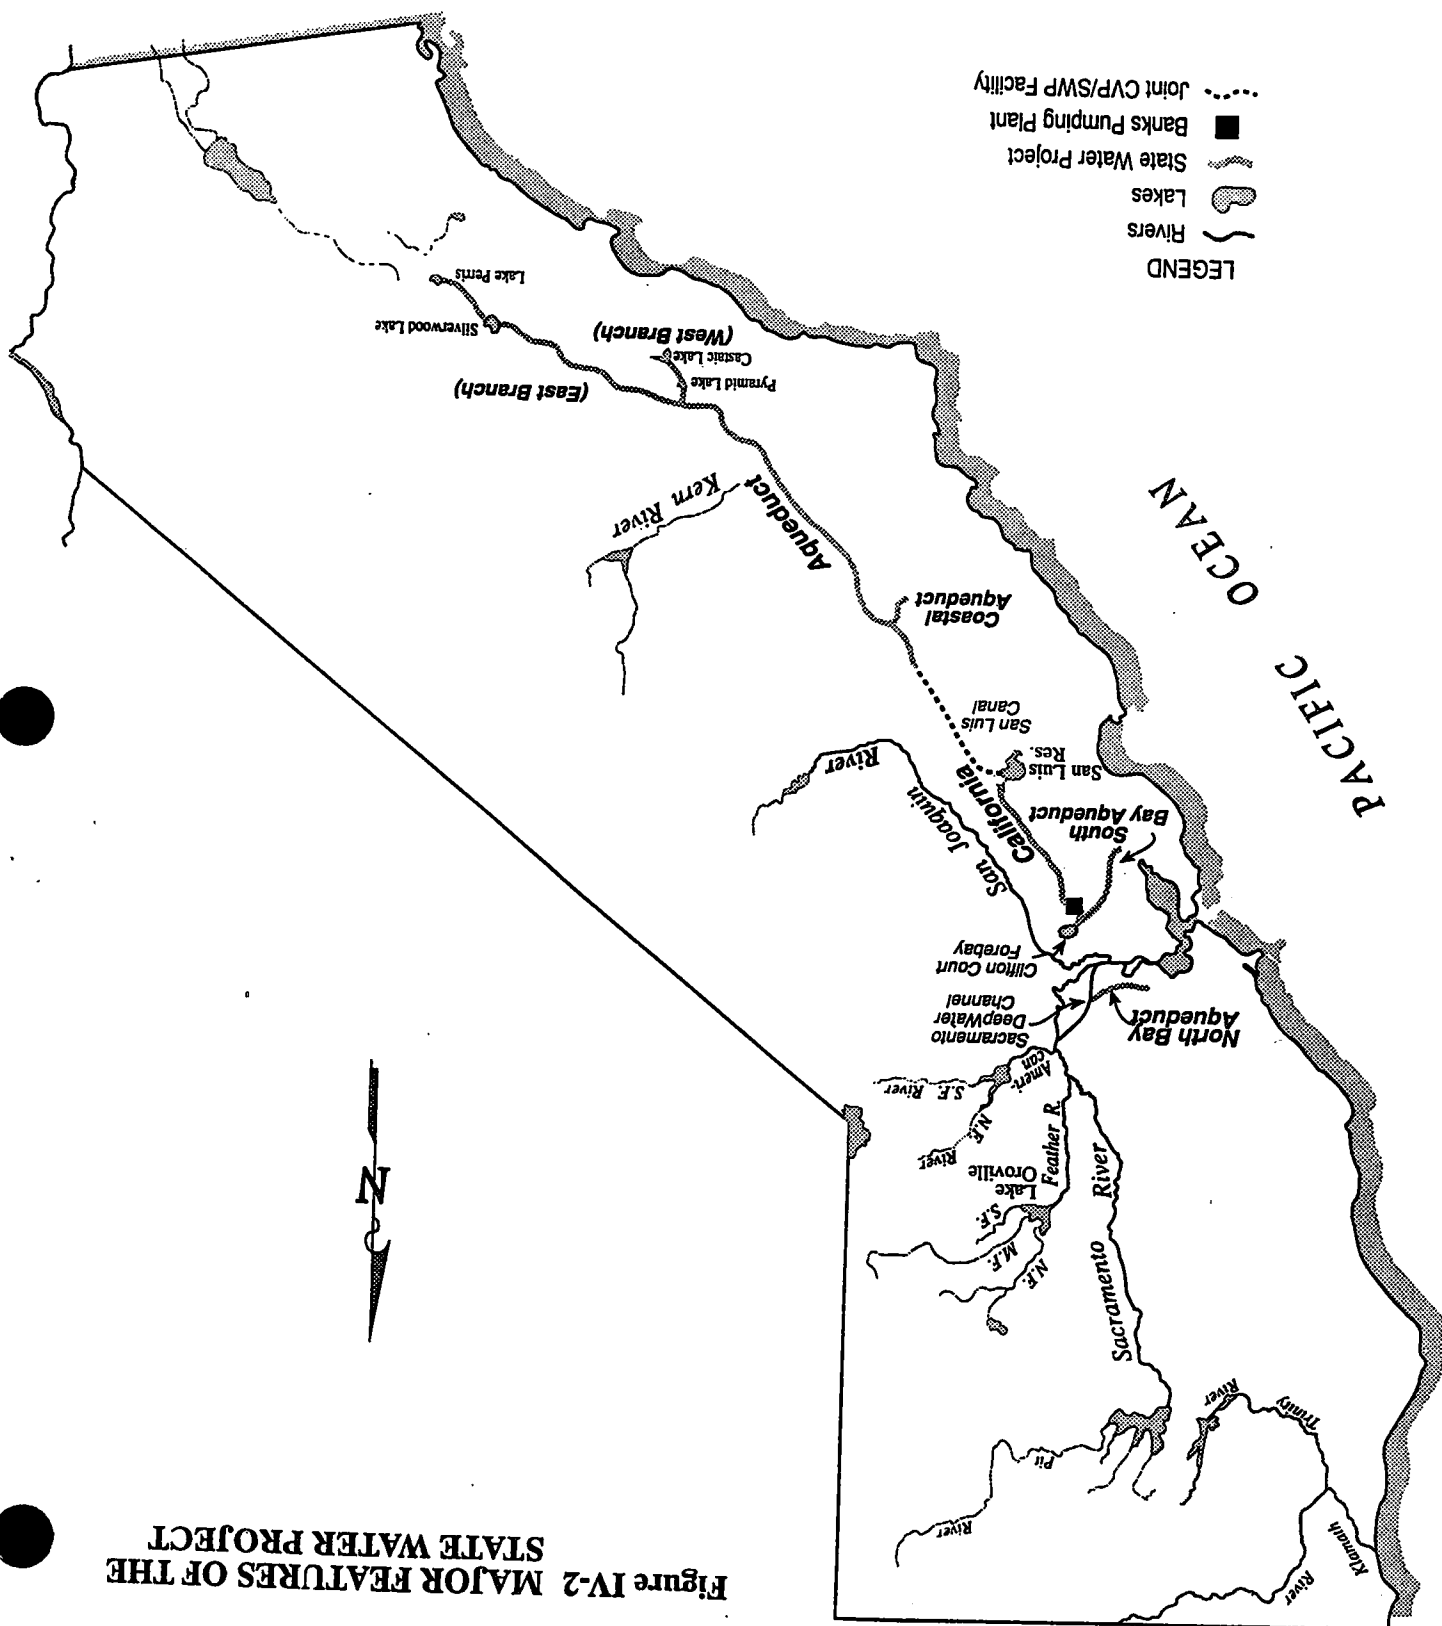 Figure IV-2 MAJOR FEATURES OF THE
STATE WATER PROJECT
River
Klamath
River
Pit
Trinity
River
Sacramento
River
N.F.
M.F.
S.F.
Lake
Oroville
Feather R.
River
N.F.
S.F. River
Ameri-
can
N
North Bay
Aqueduct
Sacramento
DeepWater
Channel
Clifton Court
Forebay
South
Bay Aqueduct
San Joaquin
River
California
Aqueduct
San Luis
Res.
San Luis
Canal
Coastal
Aqueduct
Kern River
PACIFIC OCEAN
(East Branch)
Pyramid Lake
Castaic Lake
(West Branch)
Silverwood Lake
Lake Perris
LEGEND
Rivers
Lakes
State Water Project
Banks Pumping Plant
Joint CVP/SWP Facility